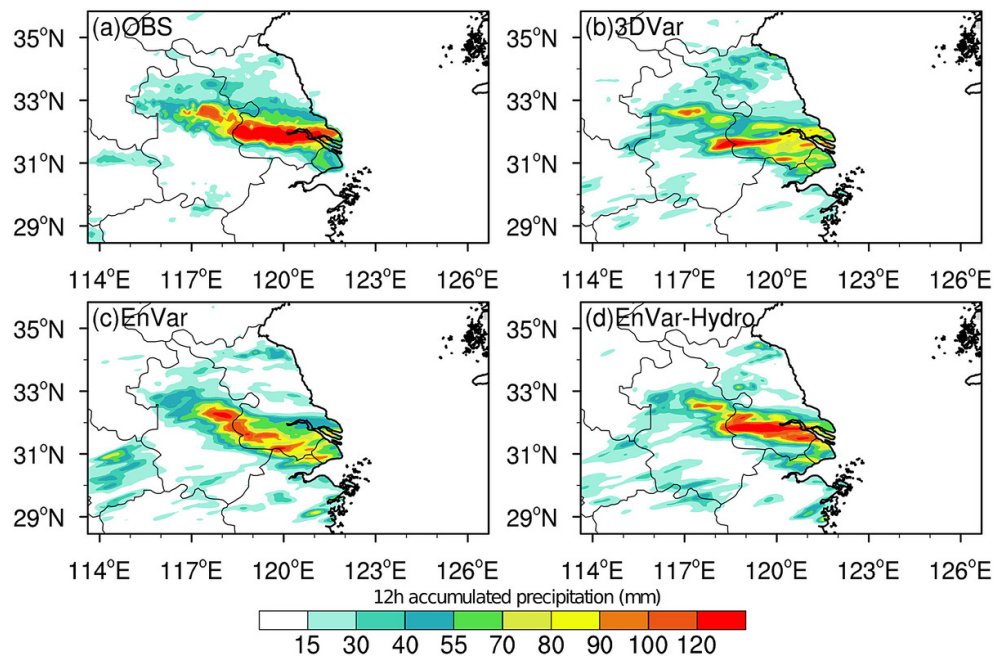 (a)OBS
(b)3DVar
35°N
33°N
31°N
29°N
35°N
33°N
31°N
29°N
114°E 117°E 120°E 123°E 126°E
114°E 117°E 120°E 123°E 126°E
(c)EnVar
(d)EnVar-Hydro
35°N
33°N
31°N
29°N
35°N
33°N
31°N
29°N
114°E 117°E 120°E 123°E 126°E
114°E 117°E 120°E 123°E 126°E
12h accumulated precipitation (mm)
15 30 40 55 70 80 90 100 120